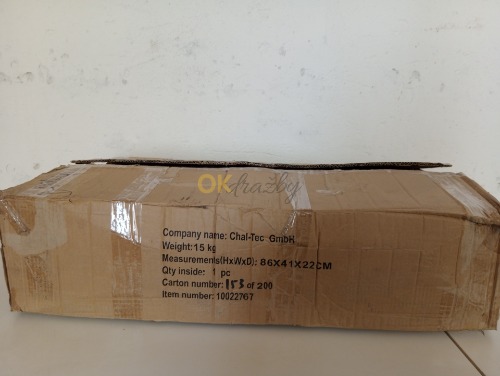 OKdražby
Company name: Chal-Tec GmbH
Weight: 15 kg
Measurements(HxWxD): 86X41X22CM
Qty inside: 1 pc
Carton number: 153 of 200
Item number: 10022767